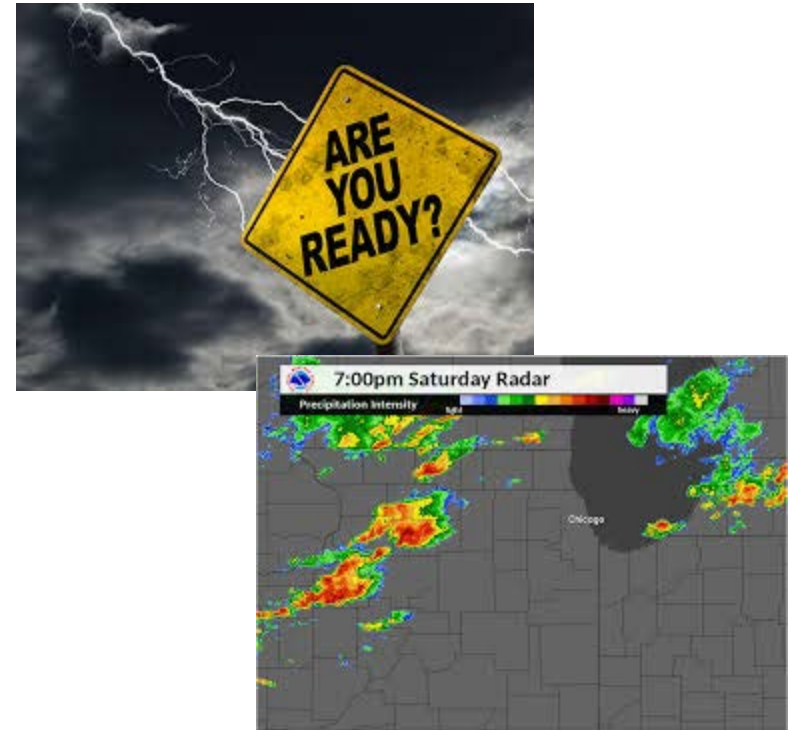 ARE
YOU
READY?
7:00pm Saturday Radar
Precipitation Intensity
light
heavy
Chicago